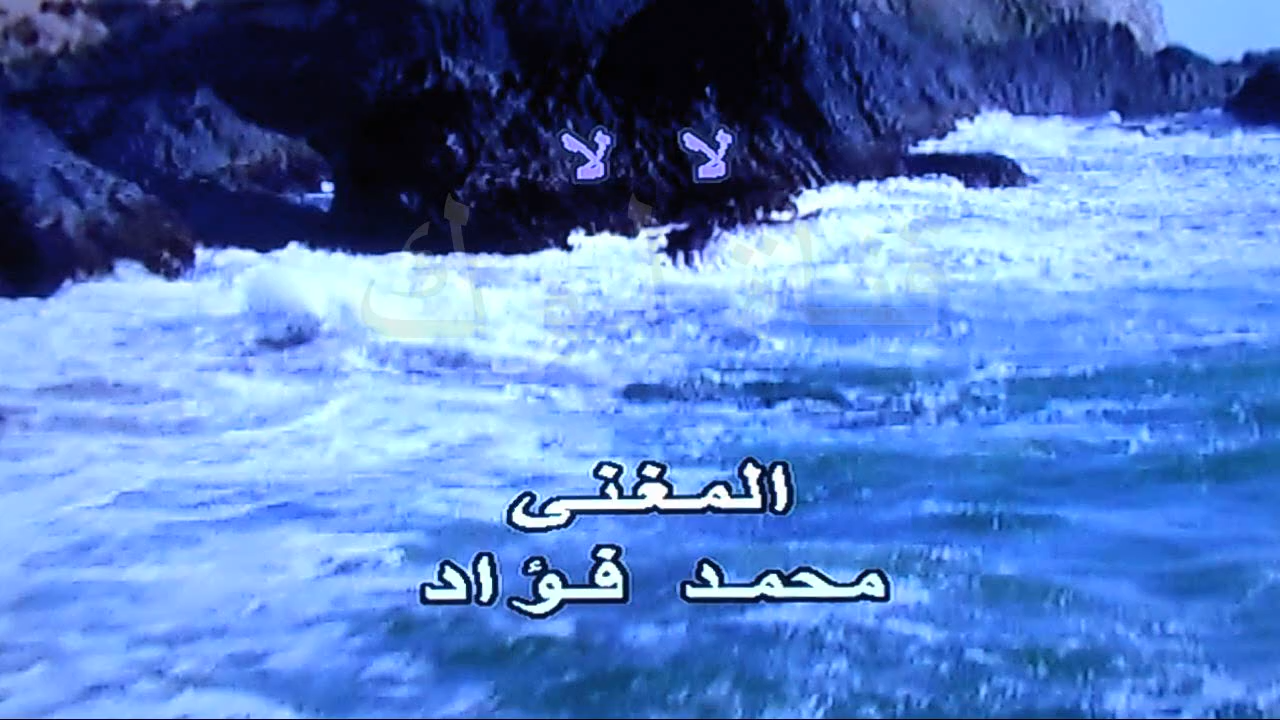 لا لا
المغنى
محمد فؤاد